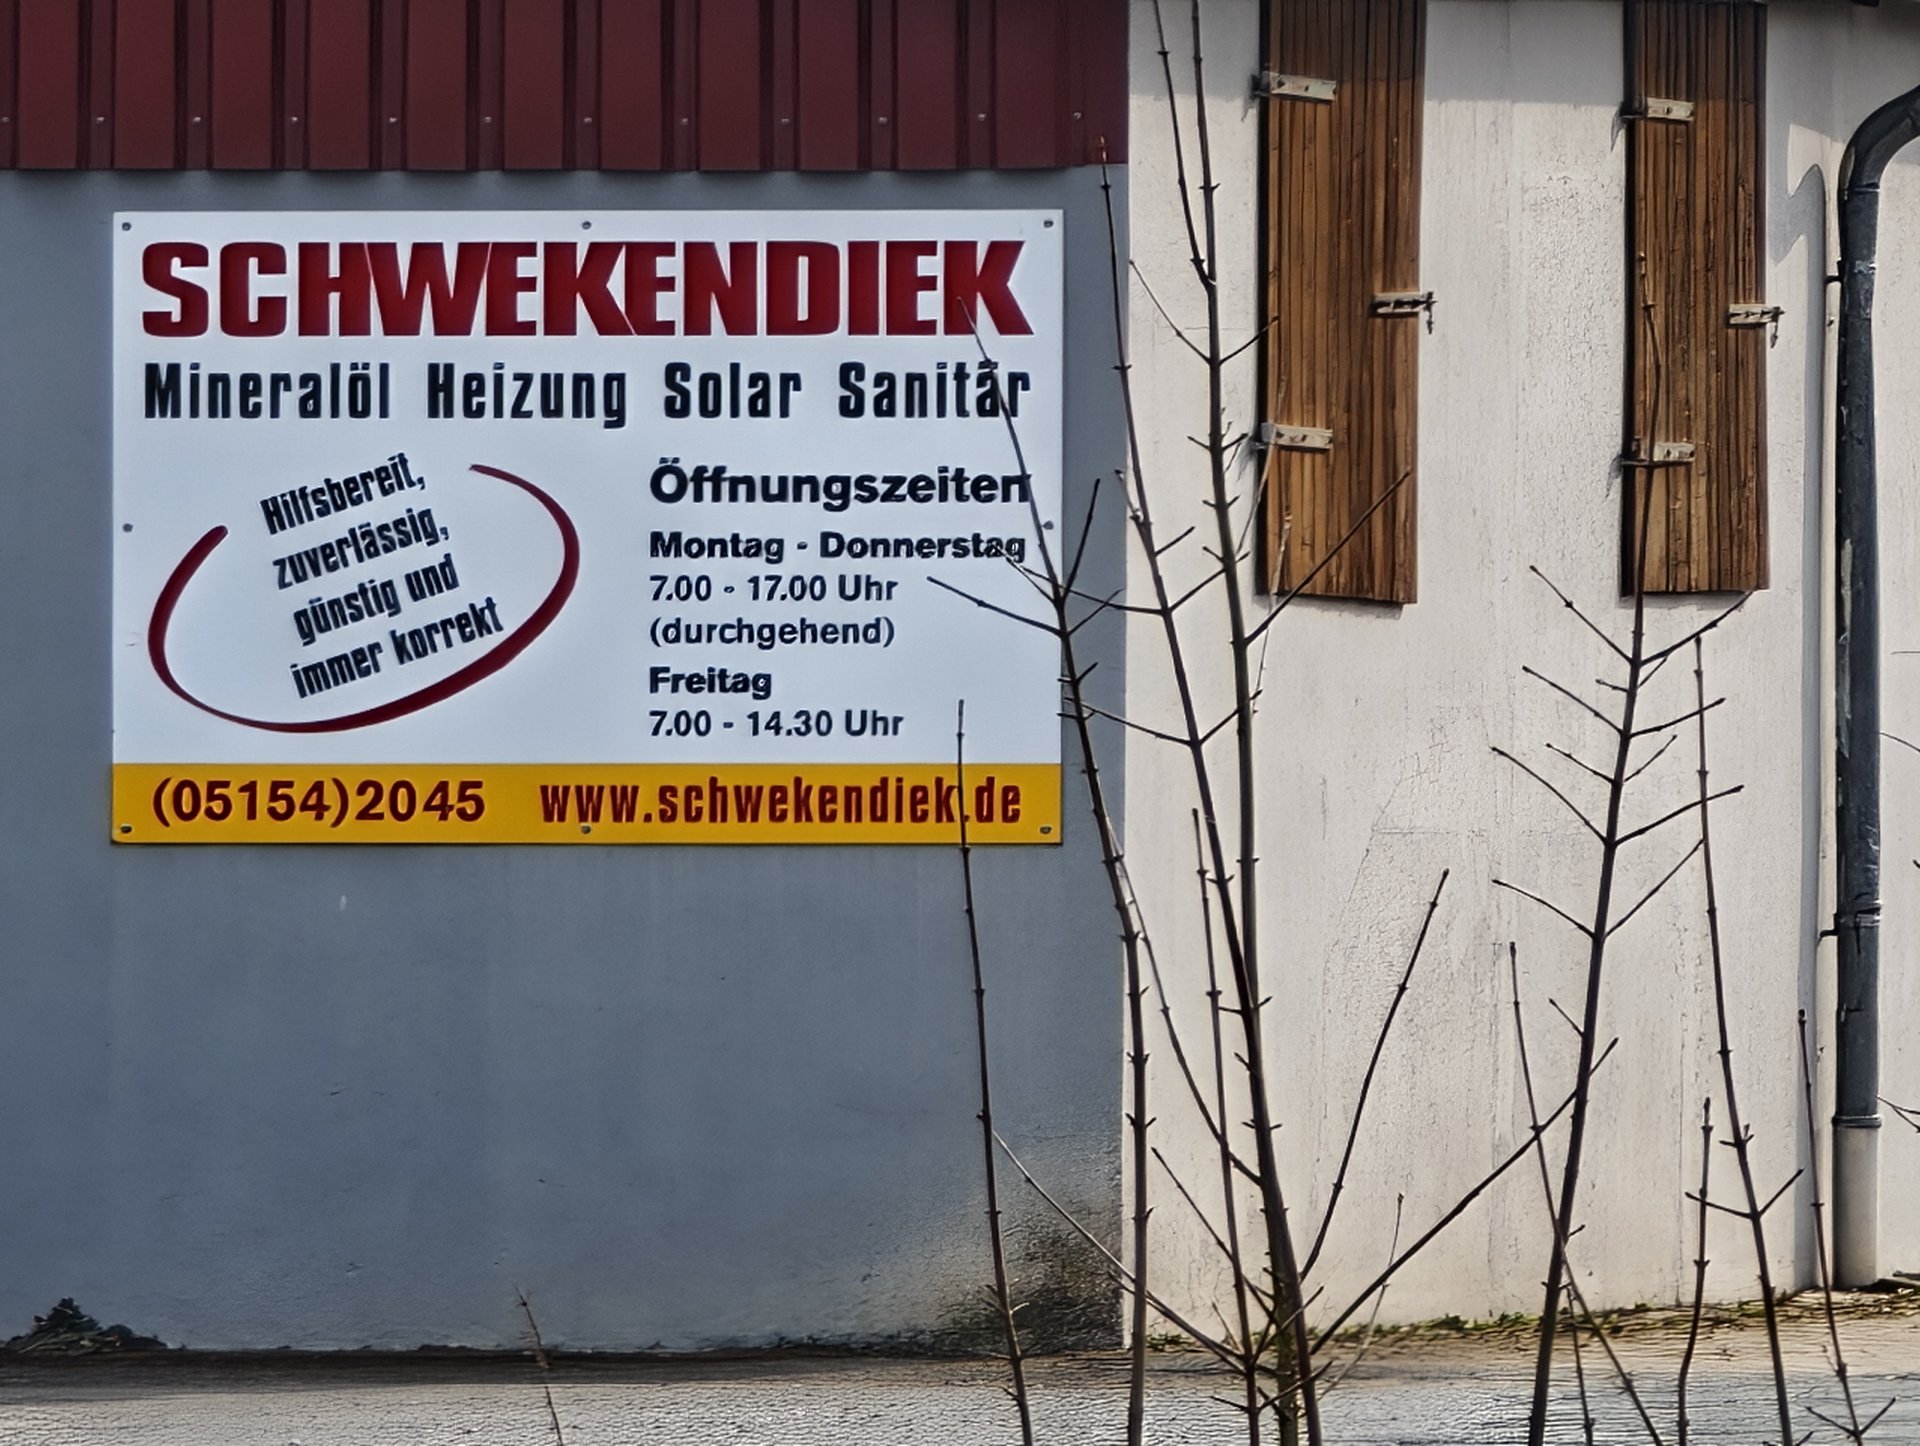 SCHWEKENDIEK
Mineralöl Heizung Solar Sanitär
Hilfsbereit,
zuverlässig,
günstig und
immer korrekt
Öffnungszeiten
Montag - Donnerstag
7.00 - 17.00 Uhr
(durchgehend)
Freitag
7.00 - 14.30 Uhr
(05154)2045 www.schwekendiek.de